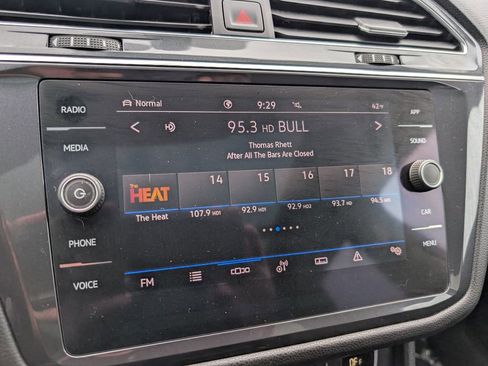 RADIO
MEDIA
PHONE
VOICE
Normal
9:29
42°F
95.3 HD BULL
Thomas Rhett
After All The Bars Are Closed
The HEAT
14 15 16 17 18
The Heat 107.9 HD1 92.9 HD1 92.9 HD2 93.7 HD 94.5
FM
APP
SOUND
CAR
MENU